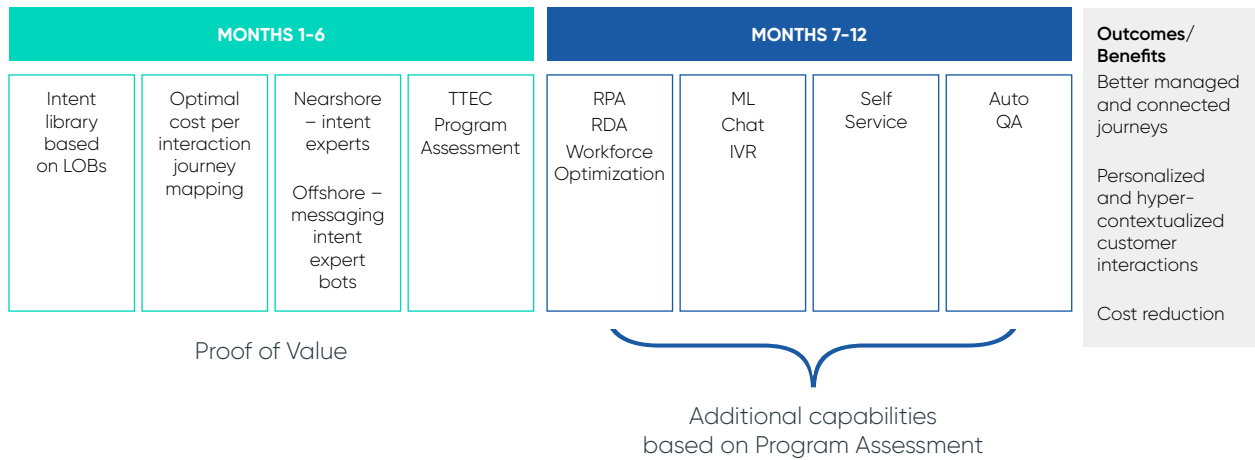 MONTHS 1-6
Intent
library
based
on LOBs
Optimal
cost per
interaction
journey
mapping
Nearshore
– intent
experts
Offshore –
messaging
intent
expert
bots
TTEC
Program
Assessment
Proof of Value
MONTHS 7-12
RPA
RDA
Workforce
Optimization
ML
Chat
IVR
Self
Service
Auto
QA
Additional capabilities
based on Program Assessment
Outcomes/
Benefits
Better managed
and connected
journeys
Personalized
and hyper-
contextualized
customer
interactions
Cost reduction